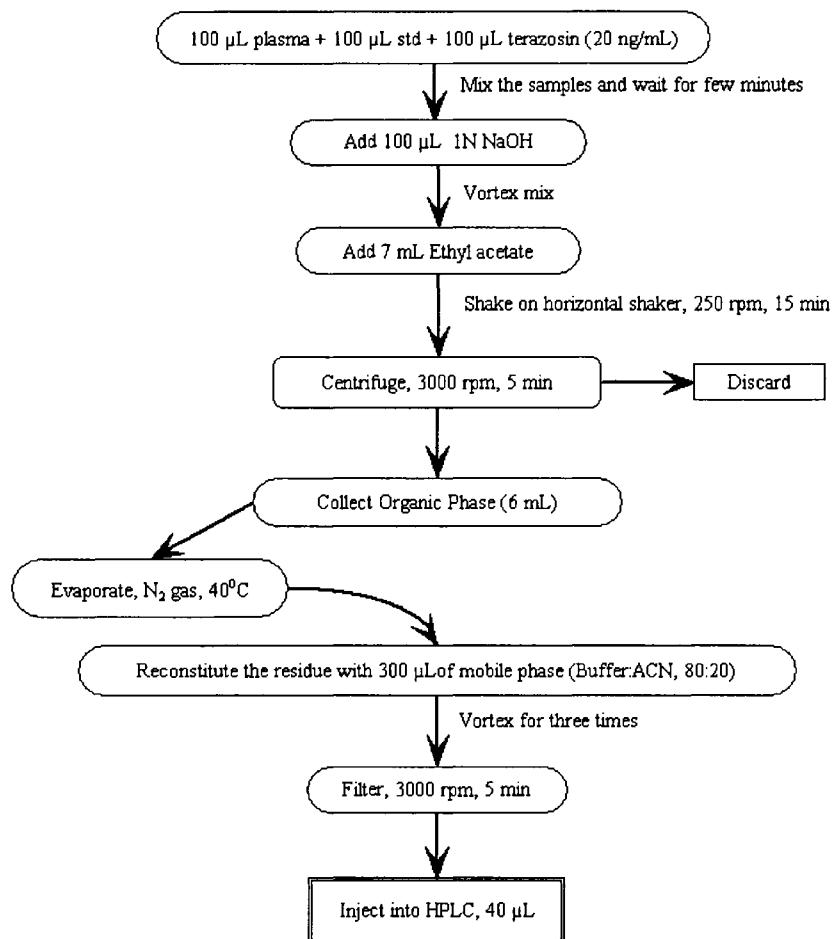 100 µL plasma + 100 µL std + 100 µL terazosin (20 ng/mL)
Mix the samples and wait for few minutes
Add 100 µL 1N NaOH
Vortex mix
Add 7 mL Ethyl acetate
Shake on horizontal shaker, 250 rpm, 15 min
Centrifuge, 3000 rpm, 5 min
Discard
Collect Organic Phase (6 mL)
Evaporate, N₂ gas, 40⁰C
Reconstitute the residue with 300 µLof mobile phase (Buffer:ACN, 80:20)
Vortex for three times
Filter, 3000 rpm, 5 min
Inject into HPLC, 40 µL